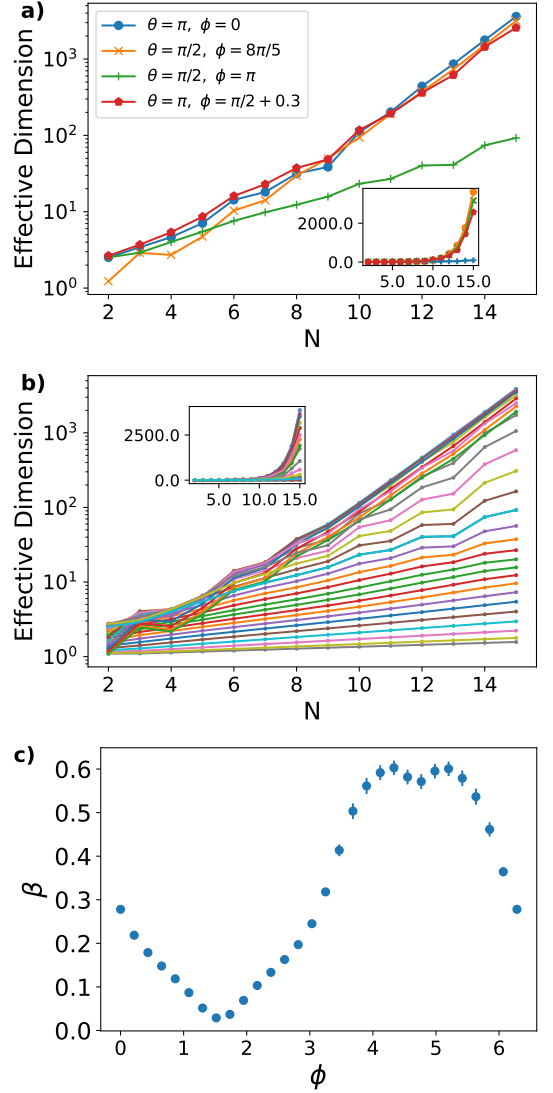 a)
Effective Dimension
10³
10²
10¹
10⁰
θ = π, ϕ = 0
θ = π/2, ϕ = 8π/5
θ = π/2, ϕ = π
θ = π, ϕ = π/2 + 0.3
2000.0
0.0
5.0 10.0 15.0
2 4 6 8 10 12 14
N
b)
Effective Dimension
10³
10²
10¹
10⁰
2500.0
0.0
5.0 10.0 15.0
2 4 6 8 10 12 14
N
c)
β
0.6
0.5
0.4
0.3
0.2
0.1
0.0
0 1 2 3 4 5 6
ϕ